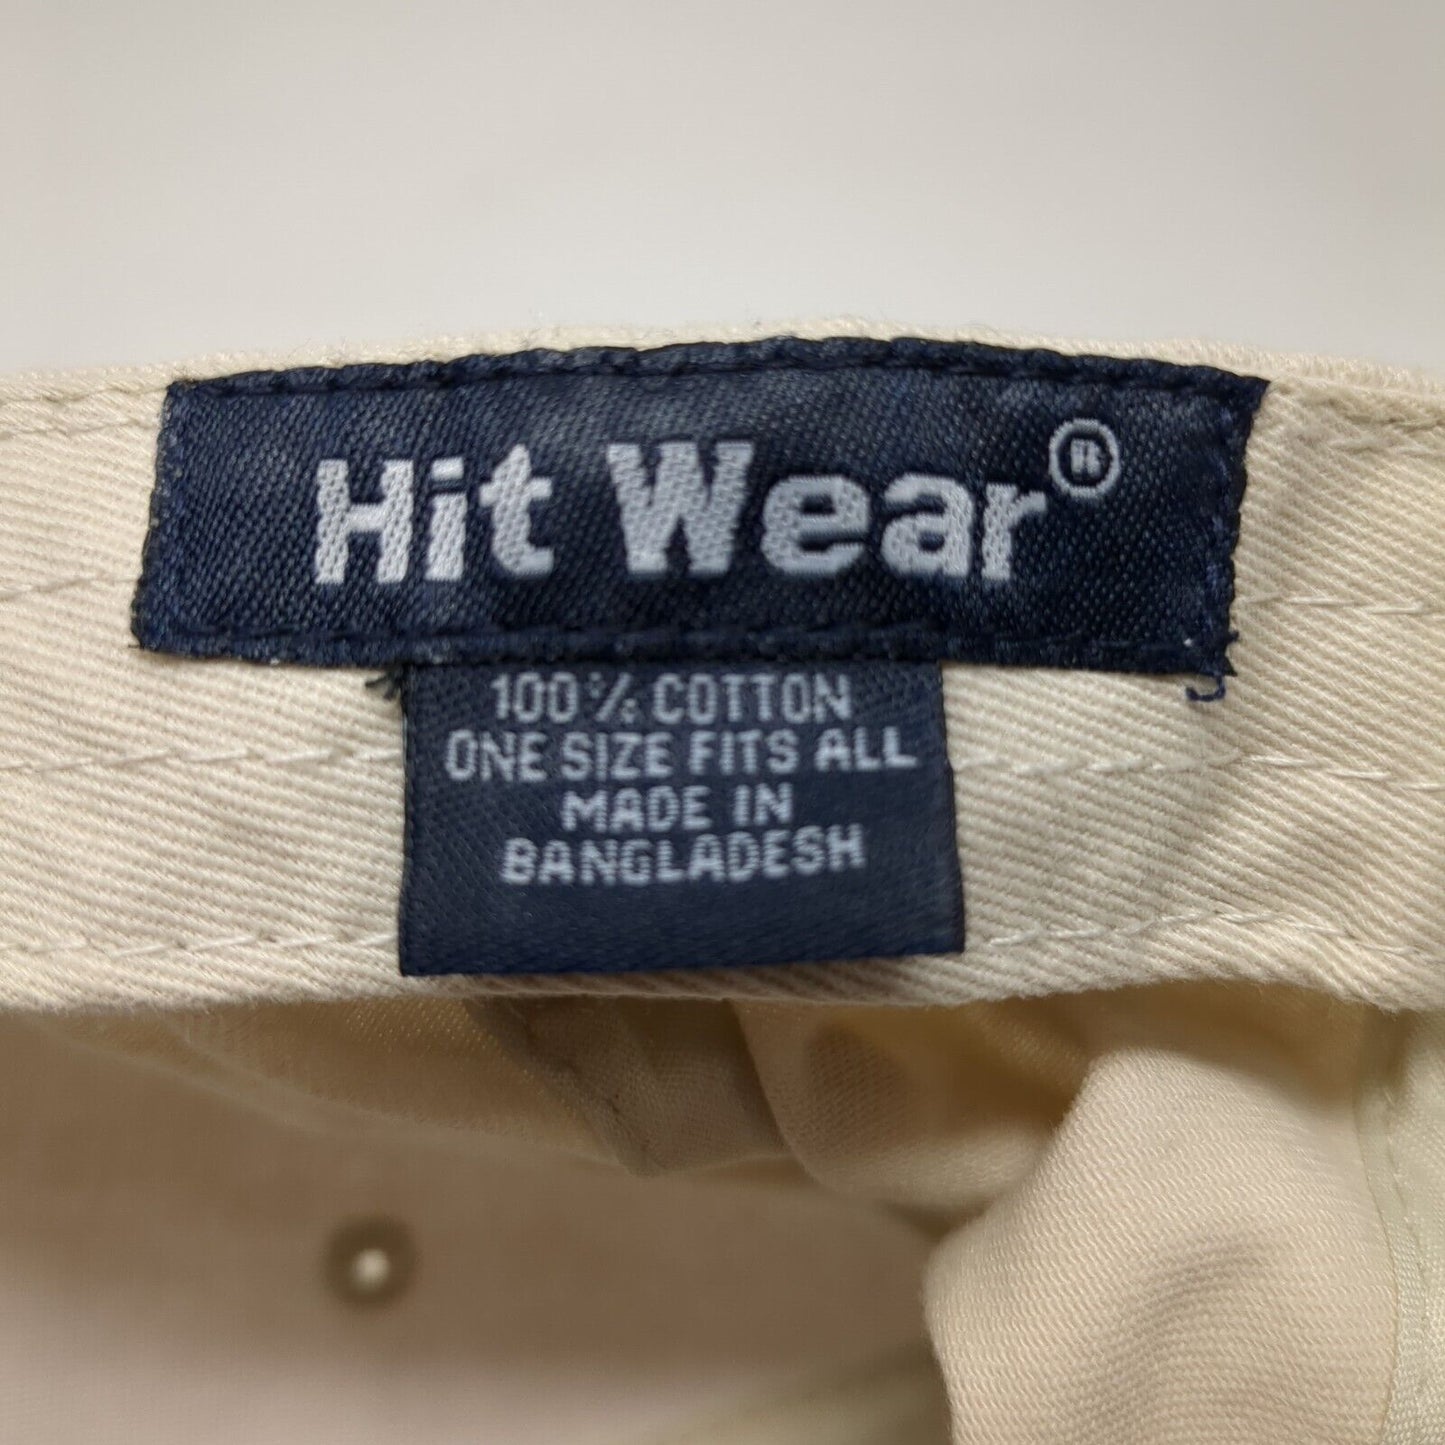 Hit Wear®
100% COTTON
ONE SIZE FITS ALL
MADE IN
BANGLADESH